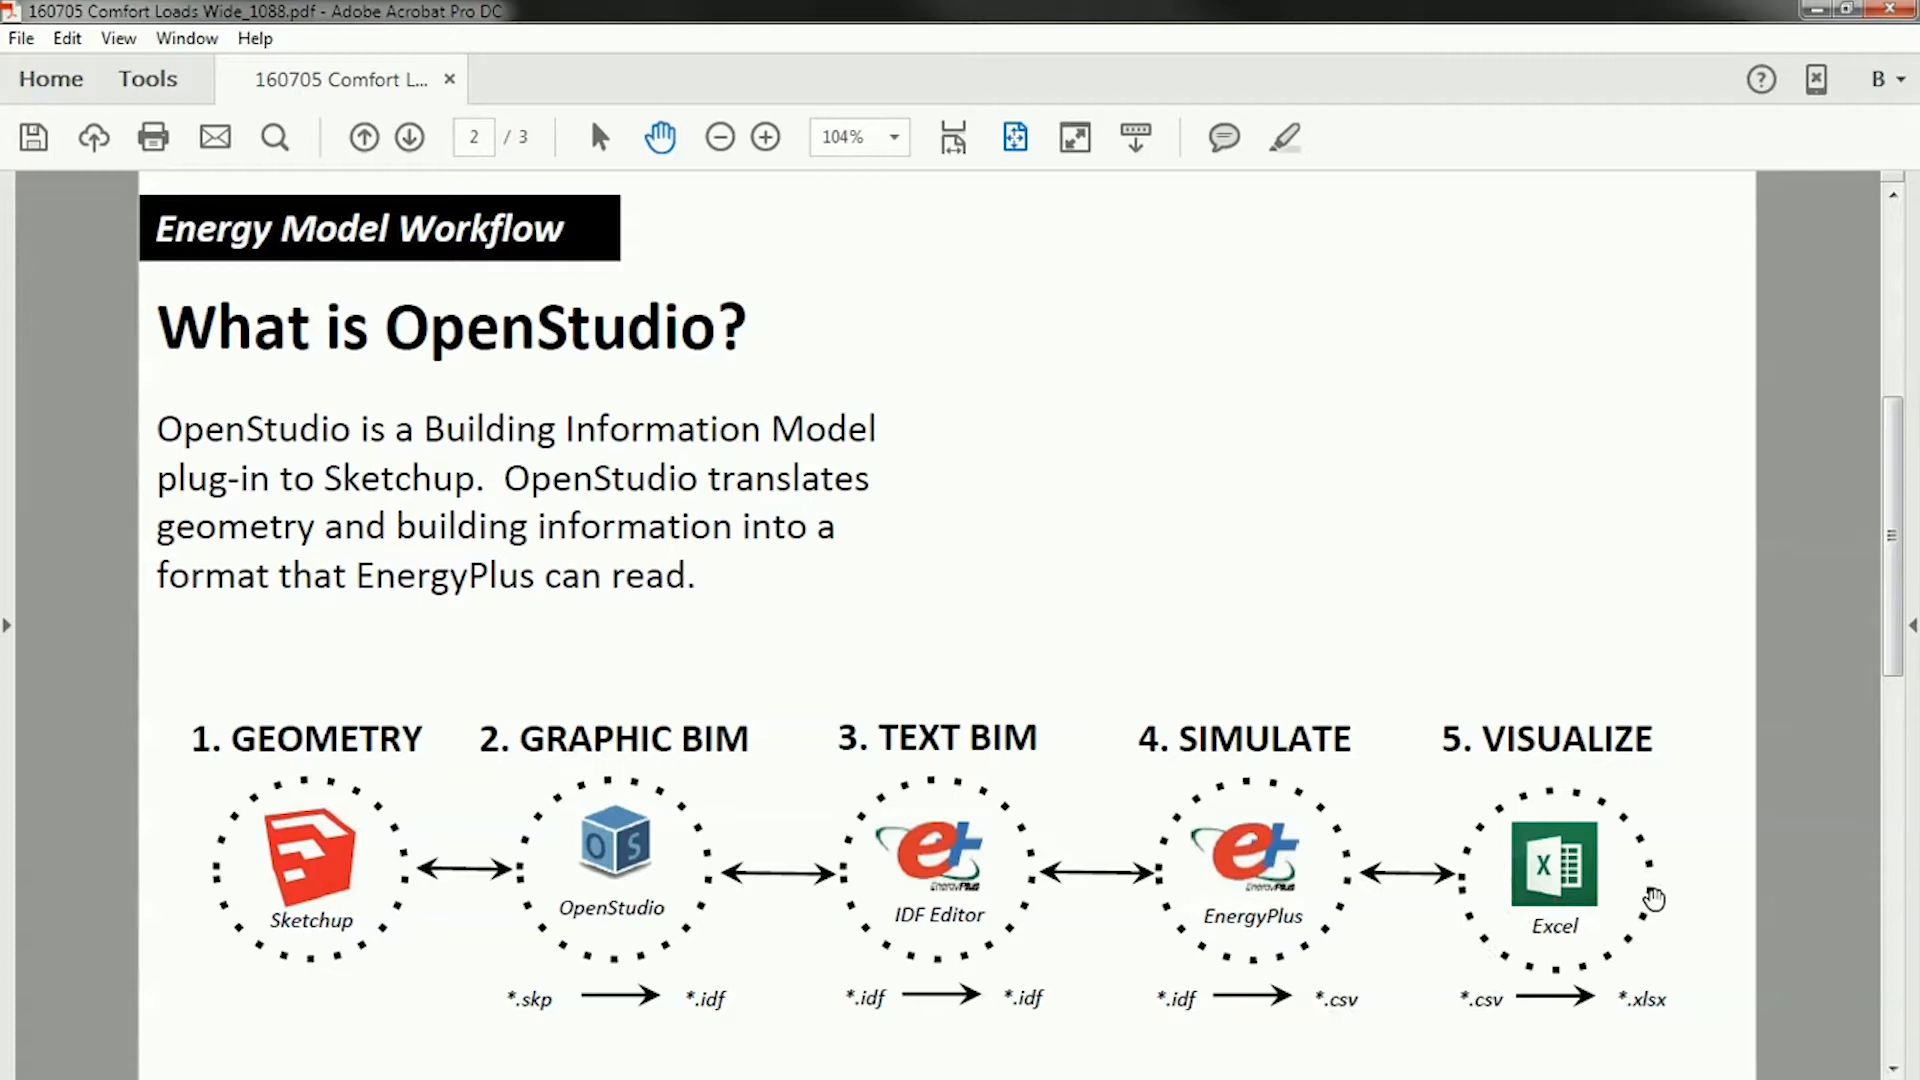 160705 Comfort Loads Wide_1088.pdf - Adobe Acrobat Pro DC
File Edit View Window Help
Home Tools 160705 Comfort L... B
2 / 3 104%
Energy Model Workflow
What is OpenStudio?
OpenStudio is a Building Information Model
plug-in to Sketchup. OpenStudio translates
geometry and building information into a
format that EnergyPlus can read.
1. GEOMETRY 2. GRAPHIC BIM 3. TEXT BIM 4. SIMULATE 5. VISUALIZE
O S e+ EnergyPlus e+ EnergyPlus X
Sketchup OpenStudio IDF Editor EnergyPlus Excel
*.skp *.idf *.idf *.idf *.idf *.csv *.csv *.xlsx